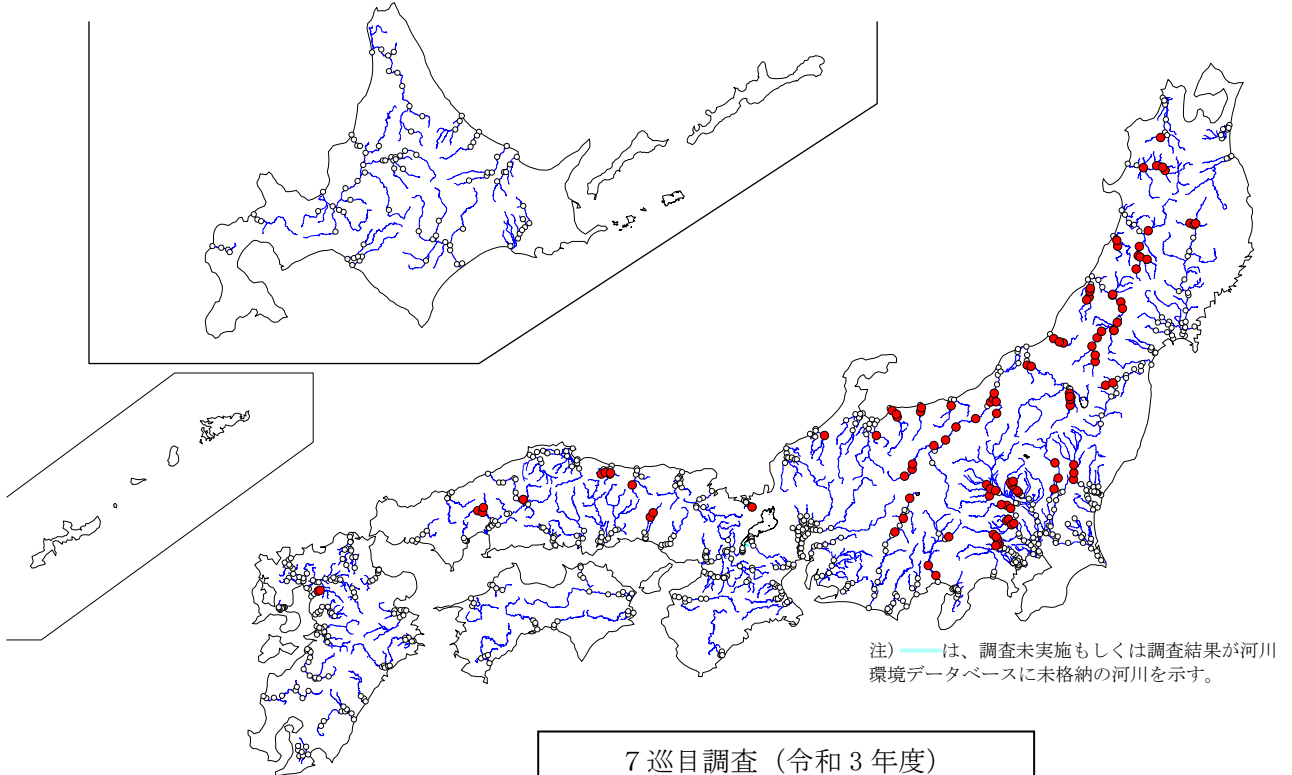 注) は、調査未実施もしくは調査結果が河川
環境データベースに未格納の河川を示す。
7巡目調査（令和3年度）